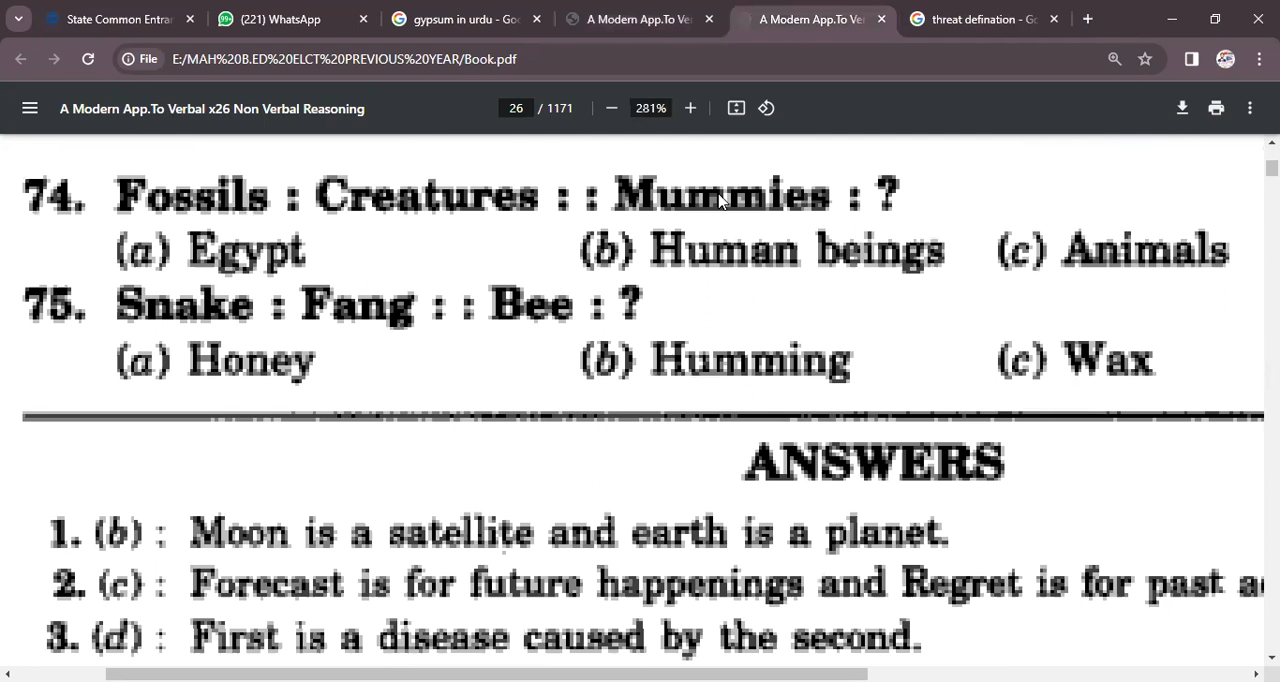 State Common Entrar
(221) WhatsApp
gypsum in urdu - Goo
A Modern App.To Ve
A Modern App.To Ve
threat defination - Go
File E:/MAH%20B.ED%20ELCT%20PREVIOUS%20YEAR/Book.pdf
A Modern App.To Verbal x26 Non Verbal Reasoning
26 / 1171
281%
74. Fossils : Creatures : : Mummies : ?
(a) Egypt (b) Human beings (c) Animals
75. Snake : Fang : : Bee : ?
(a) Honey (b) Humming (c) Wax
ANSWERS
1. (b) : Moon is a satellite and earth is a planet.
2. (c) : Forecast is for future happenings and Regret is for past a
3. (d) : First is a disease caused by the second.